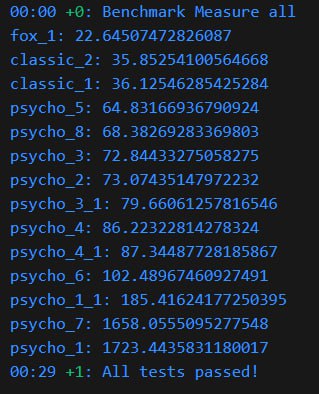 00:00 +0: Benchmark Measure all
fox_1: 22.64507472826087
classic_2: 35.85254100564668
classic_1: 36.12546285425284
psycho_5: 64.83166936790924
psycho_8: 68.38269283369803
psycho_3: 72.84433275058275
psycho_2: 73.07435147972232
psycho_3_1: 79.66061257816546
psycho_4: 86.22322814278324
psycho_4_1: 87.34487728185867
psycho_6: 102.48967460927491
psycho_1_1: 185.41624177250395
psycho_7: 1658.0555095277548
psycho_1: 1723.4435831180017
00:29 +1: All tests passed!